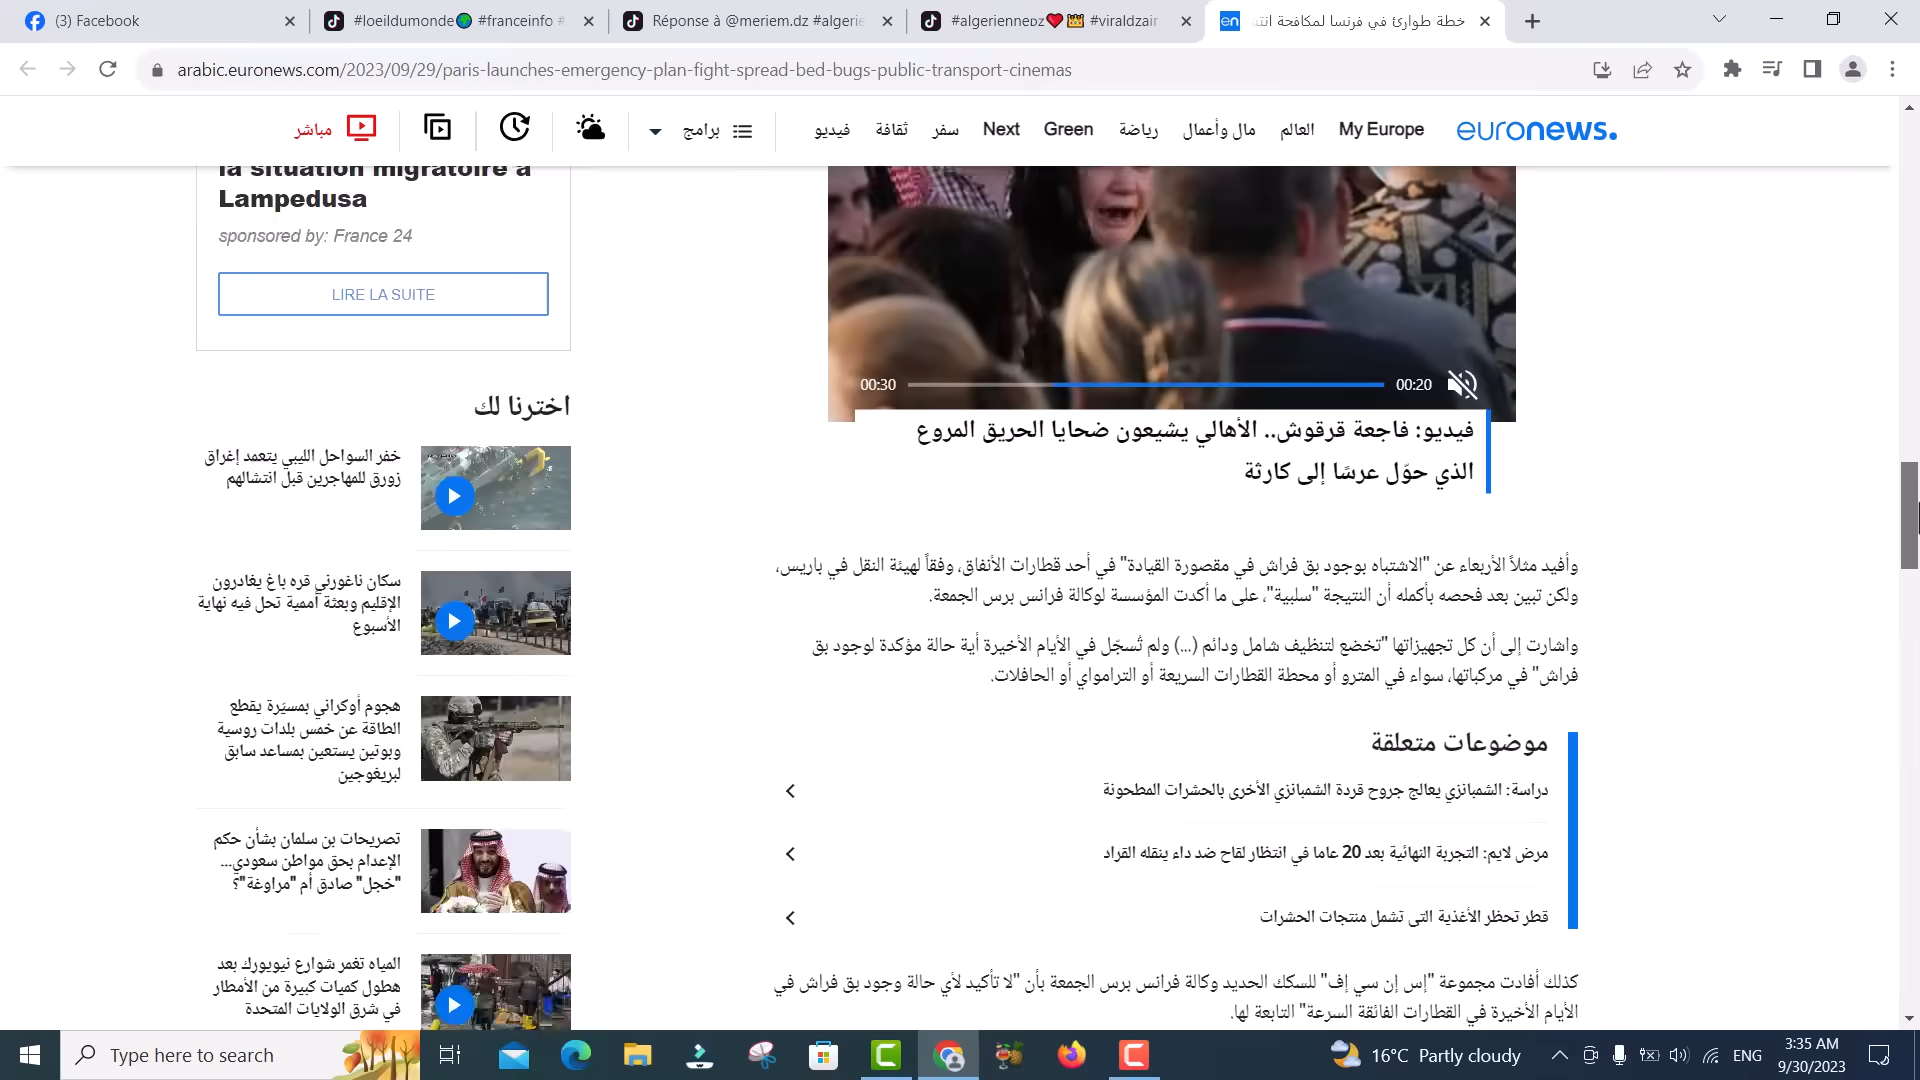 (3) Facebook
#loeildumonde🌍 #franceinfo #
Réponse à @meriem.dz #algerie
#algerienneDz❤️👑 #viraldzair
خطة طوارئ في فرنسا لمكافحة انتش
arabic.euronews.com/2023/09/29/paris-launches-emergency-plan-fight-spread-bed-bugs-public-transport-cinemas
euronews.
My Europe
العالم
مال وأعمال
رياضة
Green
Next
سفر
ثقافة
فيديو
برامج
مباشر
la situation migratoire à
Lampedusa
sponsored by: France 24
LIRE LA SUITE
00:30
00:20
فيديو: فاجعة قرقوش.. الأهالي يشيعون ضحايا الحريق المروع
الذي حوّل عرسًا إلى كارثة
وأفيد مثلاً الأربعاء عن "الاشتباه بوجود بق فراش في مقصورة القيادة" في أحد قطارات الأنفاق، وفقاً لهيئة النقل في باريس،
ولكن تبين بعد فحصه بأكمله أن النتيجة "سلبية"، على ما أكدت المؤسسة لوكالة فرانس برس الجمعة.
واشارت إلى أن كل تجهيزاتها "تخضع لتنظيف شامل ودائم (...) ولم تُسجّل في الأيام الأخيرة أية حالة مؤكدة لوجود بق
فراش" في مركباتها، سواء في المترو أو محطة القطارات السريعة أو الترامواي أو الحافلات.
موضوعات متعلقة
دراسة: الشمبانزي يعالج جروح قردة الشمبانزي الأخرى بالحشرات المطحونة
مرض لايم: التجربة النهائية بعد 20 عاما في انتظار لقاح ضد داء ينقله القراد
قطر تحظر الأغذية التي تشمل منتجات الحشرات
كذلك أفادت مجموعة "إس إن سي إف" للسكك الحديد وكالة فرانس برس الجمعة بأن "لا تأكيد لأي حالة وجود بق فراش في
الأيام الأخيرة في القطارات الفائقة السرعة" التابعة لها.
اخترنا لك
خفر السواحل الليبي يتعمد إغراق
زورق للمهاجرين قبل انتشالهم
سكان ناغورني قره باغ يغادرون
الإقليم وبعثة أممية تحل فيه نهاية
الأسبوع
هجوم أوكراني بمسيّرة يقطع
الطاقة عن خمس بلدات روسية
وبوتين يستعين بمساعد سابق
لبريغوجين
تصريحات بن سلمان بشأن حكم
الإعدام بحق مواطن سعودي...
"خجل" صادق أم "مراوغة"؟
المياه تغمر شوارع نيويورك بعد
هطول كميات كبيرة من الأمطار
في شرق الولايات المتحدة
Type here to search
16°C Partly cloudy
ENG
3:35 AM
9/30/2023